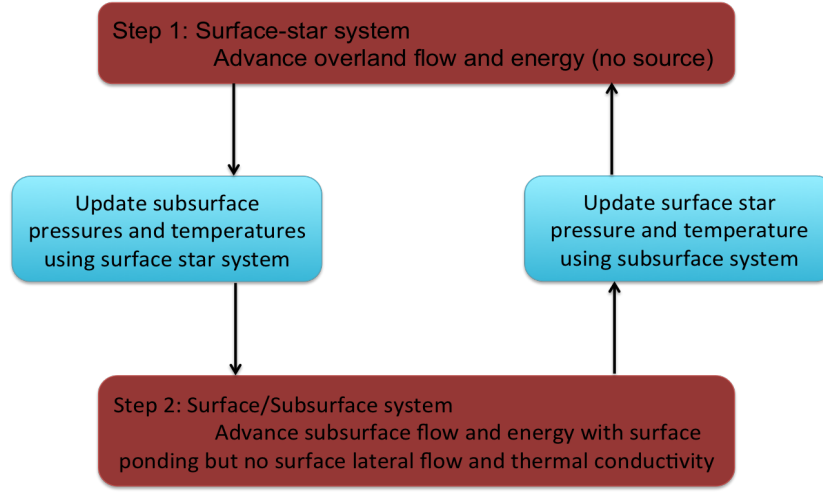 Step 1: Surface-star system
Advance overland flow and energy (no source)
Update subsurface
pressures and temperatures
using surface star system
Update surface star
pressure and temperature
using subsurface system
Step 2: Surface/Subsurface system
Advance subsurface flow and energy with surface
ponding but no surface lateral flow and thermal conductivity